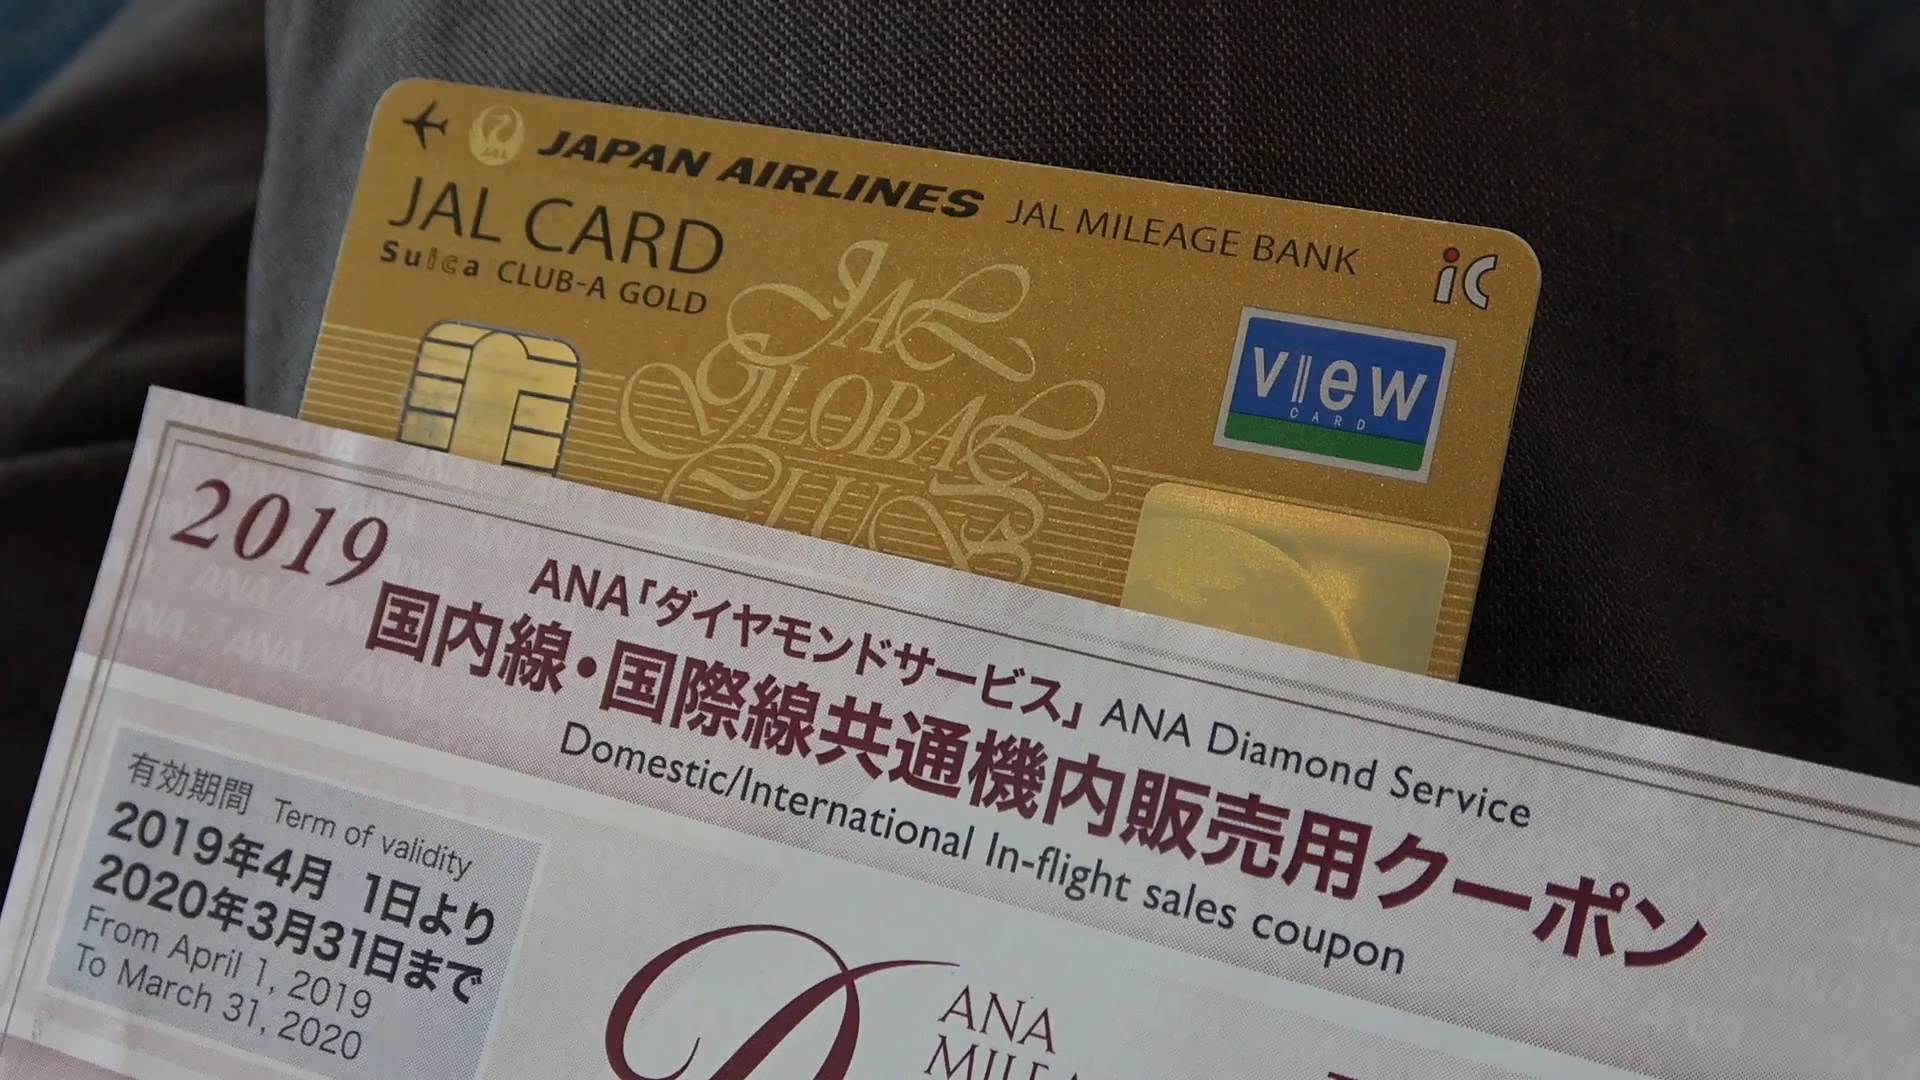 JAL
JAPAN AIRLINES JAL MILEAGE BANK
JAL CARD
Suica CLUB-A GOLD
IC
JAL
GLOBAL
CLUB
VIEW
CARD
2019
ANA「ダイヤモンドサービス」 ANA Diamond Service
国内線・国際線共通機内販売用クーポン
Domestic/International In-flight sales coupon
有効期間 Term of validity
2019年4月 1日より
2020年3月31日まで
From April 1, 2019
To March 31, 2020
D
ANA